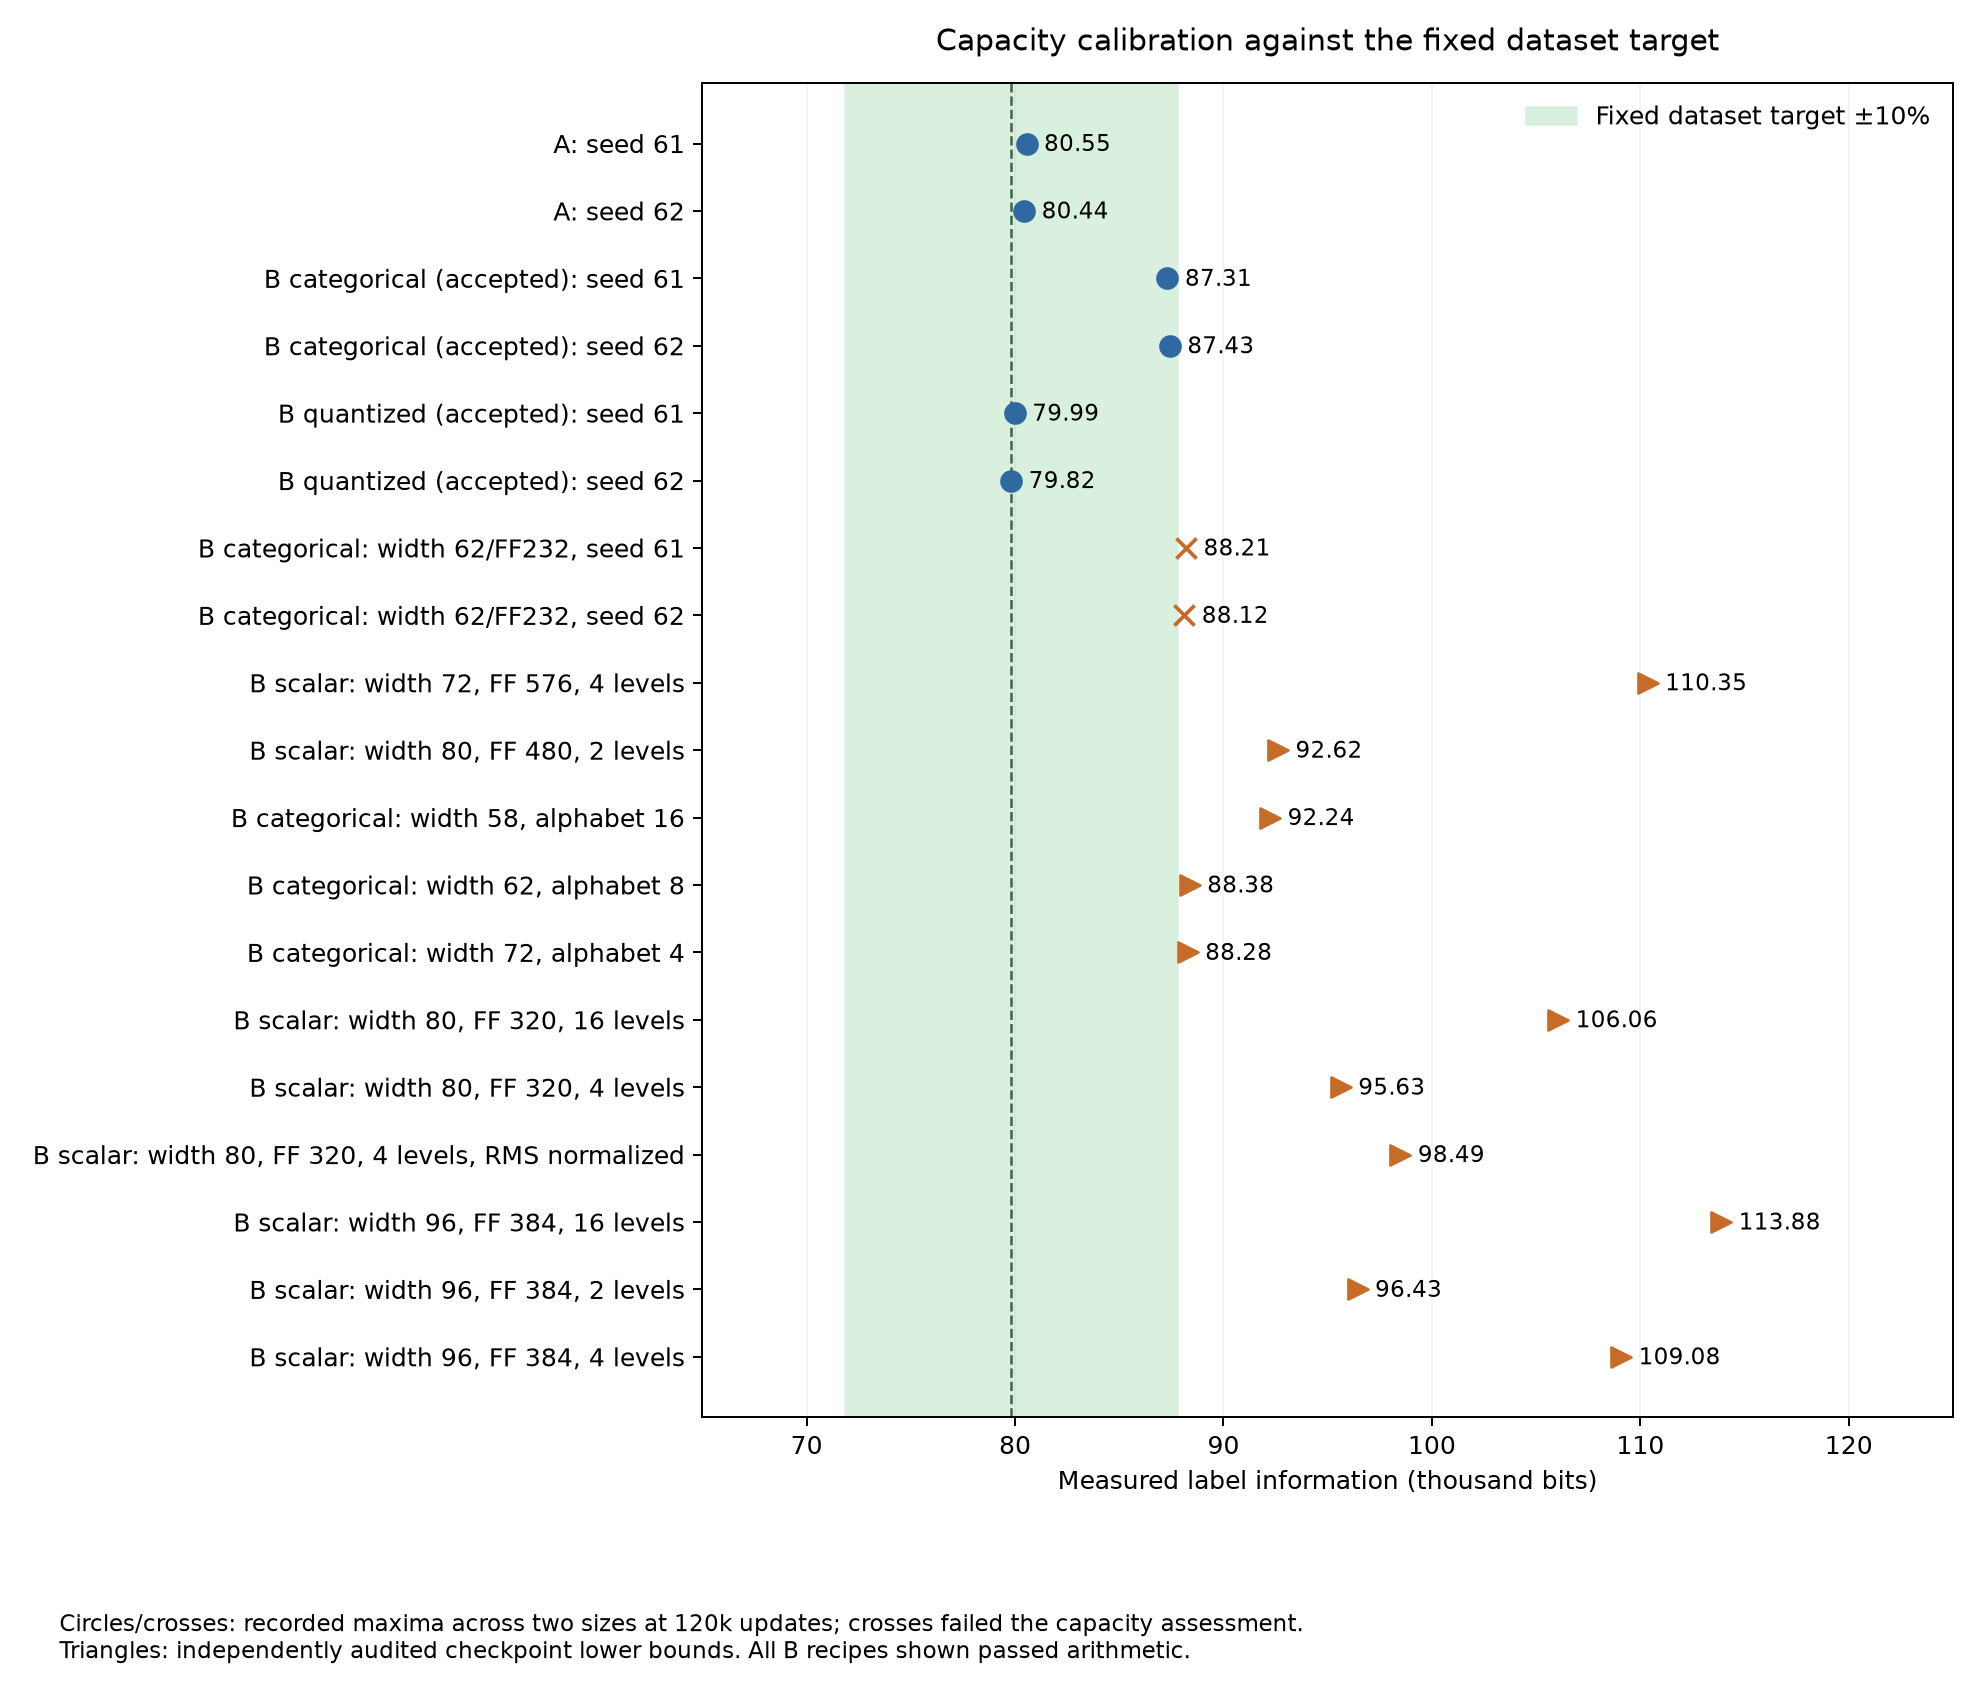 Capacity calibration against the fixed dataset target
Fixed dataset target ±10%
A: seed 61 80.55
A: seed 62 80.44
B categorical (accepted): seed 61 87.31
B categorical (accepted): seed 62 87.43
B quantized (accepted): seed 61 79.99
B quantized (accepted): seed 62 79.82
B categorical: width 62/FF232, seed 61 88.21
B categorical: width 62/FF232, seed 62 88.12
B scalar: width 72, FF 576, 4 levels 110.35
B scalar: width 80, FF 480, 2 levels 92.62
B categorical: width 58, alphabet 16 92.24
B categorical: width 62, alphabet 8 88.38
B categorical: width 72, alphabet 4 88.28
B scalar: width 80, FF 320, 16 levels 106.06
B scalar: width 80, FF 320, 4 levels 95.63
B scalar: width 80, FF 320, 4 levels, RMS normalized 98.49
B scalar: width 96, FF 384, 16 levels 113.88
B scalar: width 96, FF 384, 2 levels 96.43
B scalar: width 96, FF 384, 4 levels 109.08
70 80 90 100 110 120
Measured label information (thousand bits)
Circles/crosses: recorded maxima across two sizes at 120k updates; crosses failed the capacity assessment.
Triangles: independently audited checkpoint lower bounds. All B recipes shown passed arithmetic.